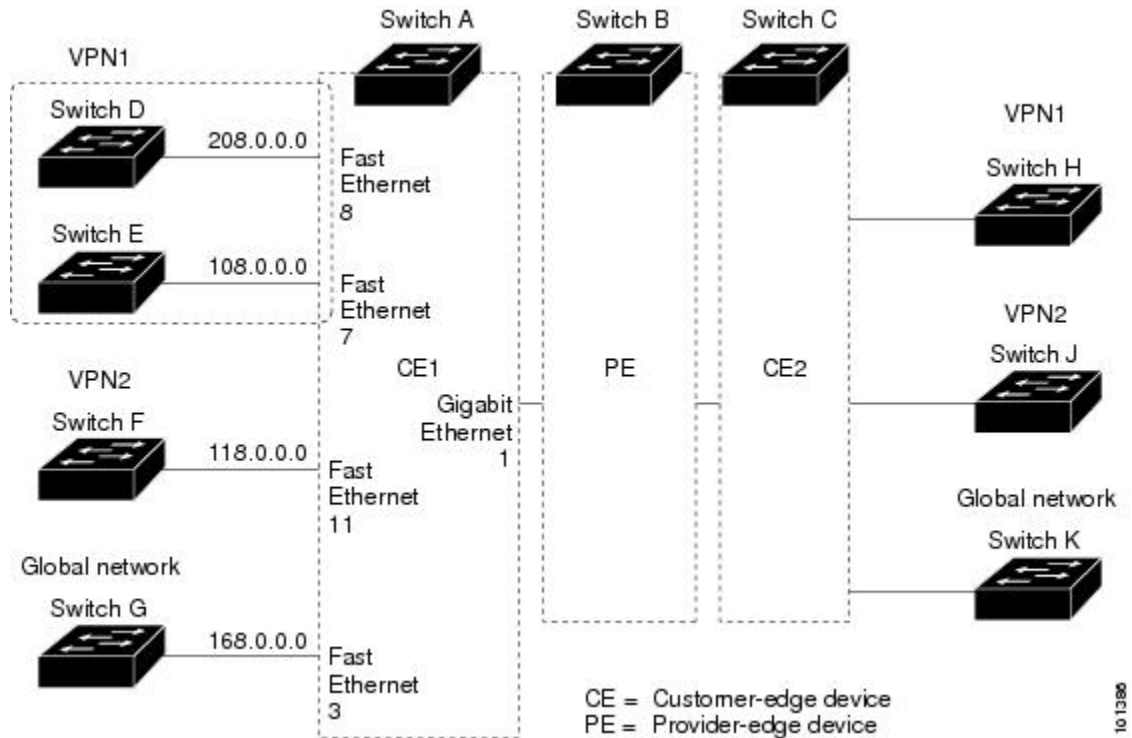 Switch A
Switch B
Switch C
VPN1
Switch D
208.0.0.0
Fast
Ethernet
8
Switch E
108.0.0.0
Fast
Ethernet
7
VPN2
Switch F
118.0.0.0
Fast
Ethernet
11
Global network
Switch G
168.0.0.0
Fast
Ethernet
3
CE1
Gigabit
Ethernet
1
PE
CE2
VPN1
Switch H
VPN2
Switch J
Global network
Switch K
CE = Customer-edge device
PE = Provider-edge device
101386